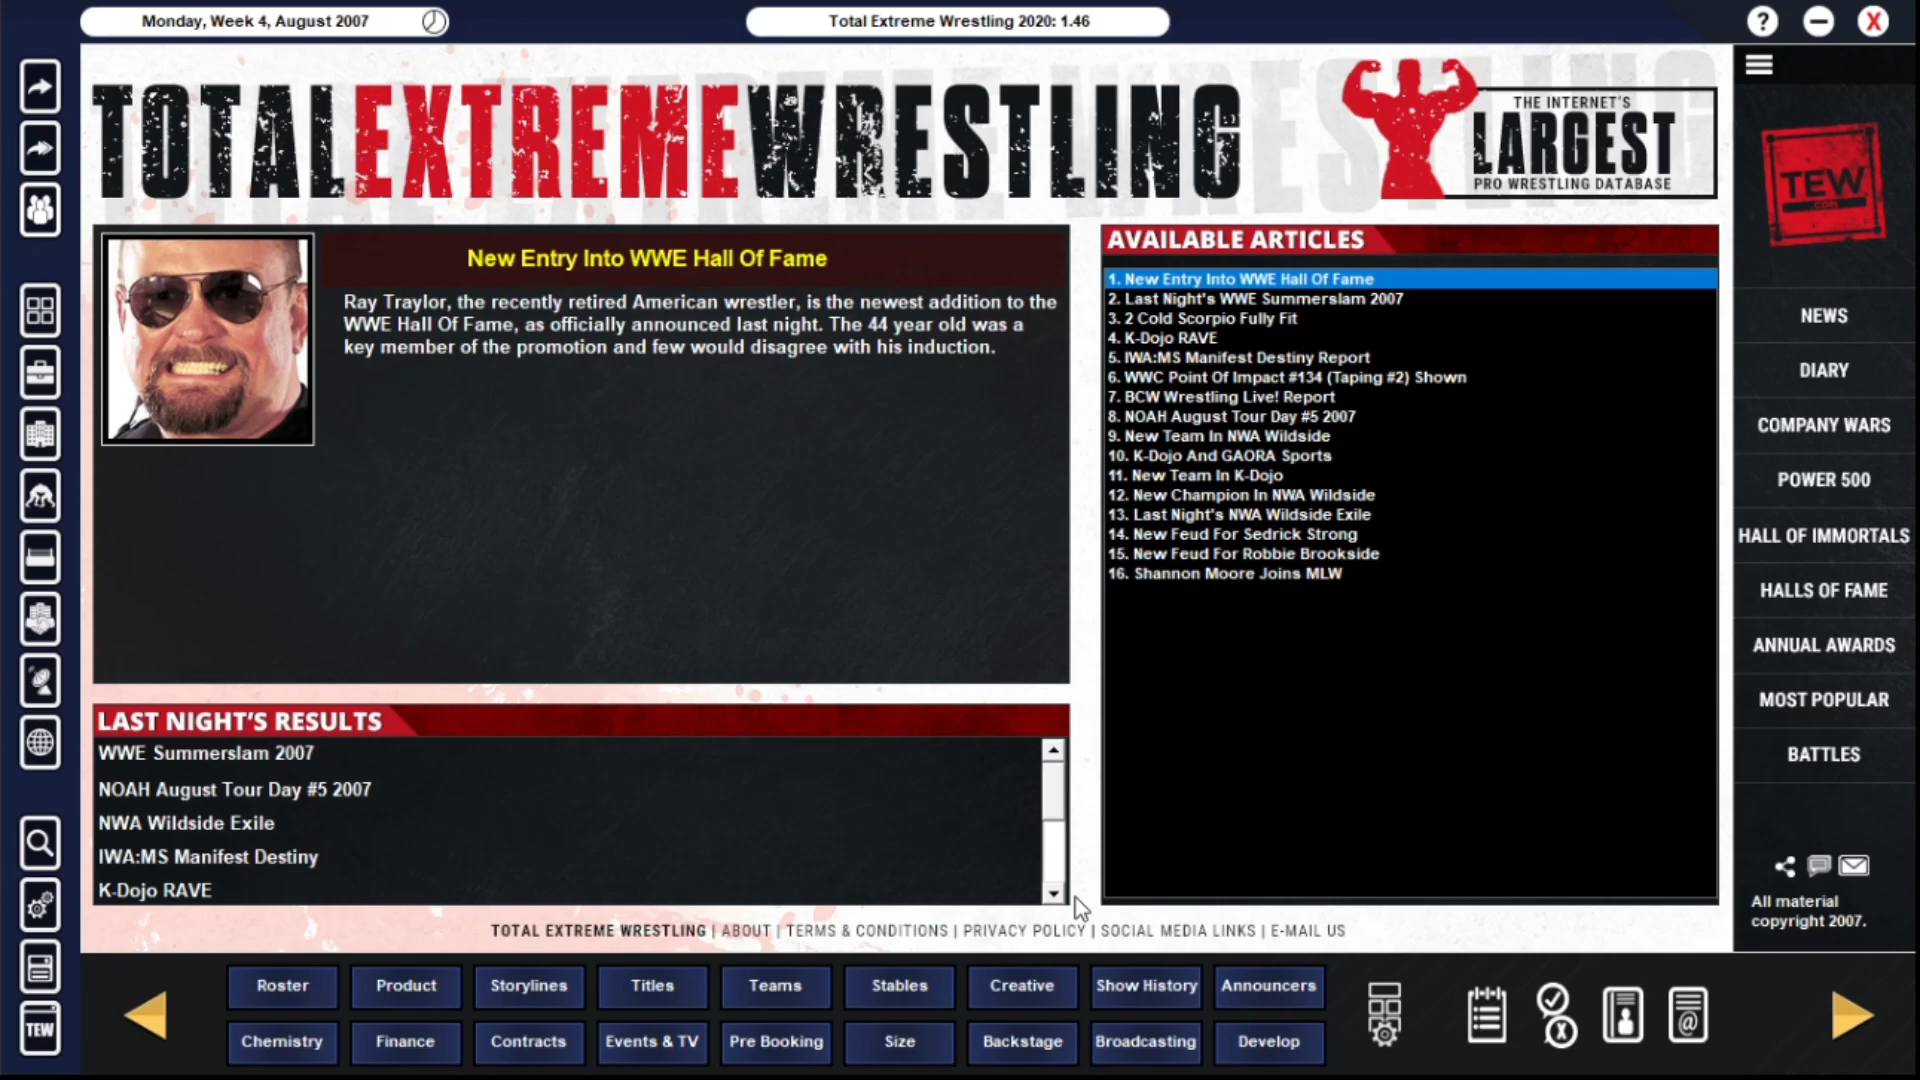 Monday, Week 4, August 2007
Total Extreme Wrestling 2020: 1.46
?
X
TOTALEXTREMEWRESTLING
THE INTERNET'S
LARGEST
PRO WRESTLING DATABASE
TEW
.COM
New Entry Into WWE Hall Of Fame
Ray Traylor, the recently retired American wrestler, is the newest addition to the
WWE Hall Of Fame, as officially announced last night. The 44 year old was a
key member of the promotion and few would disagree with his induction.
AVAILABLE ARTICLES
1. New Entry Into WWE Hall Of Fame
2. Last Night's WWE Summerslam 2007
3. 2 Cold Scorpio Fully Fit
4. K-Dojo RAVE
5. IWA:MS Manifest Destiny Report
6. WWC Point Of Impact #134 (Taping #2) Shown
7. BCW Wrestling Live! Report
8. NOAH August Tour Day #5 2007
9. New Team In NWA Wildside
10. K-Dojo And GAORA Sports
11. New Team In K-Dojo
12. New Champion In NWA Wildside
13. Last Night's NWA Wildside Exile
14. New Feud For Sedrick Strong
15. New Feud For Robbie Brookside
16. Shannon Moore Joins MLW
NEWS
DIARY
COMPANY WARS
POWER 500
HALL OF IMMORTALS
HALLS OF FAME
ANNUAL AWARDS
MOST POPULAR
BATTLES
All material
copyright 2007.
LAST NIGHT'S RESULTS
WWE Summerslam 2007
NOAH August Tour Day #5 2007
NWA Wildside Exile
IWA:MS Manifest Destiny
K-Dojo RAVE
TOTAL EXTREME WRESTLING | ABOUT | TERMS & CONDITIONS | PRIVACY POLICY | SOCIAL MEDIA LINKS | E-MAIL US
TEW
Roster Product Storylines Titles Teams Stables Creative Show History Announcers
Chemistry Finance Contracts Events & TV Pre Booking Size Backstage Broadcasting Develop